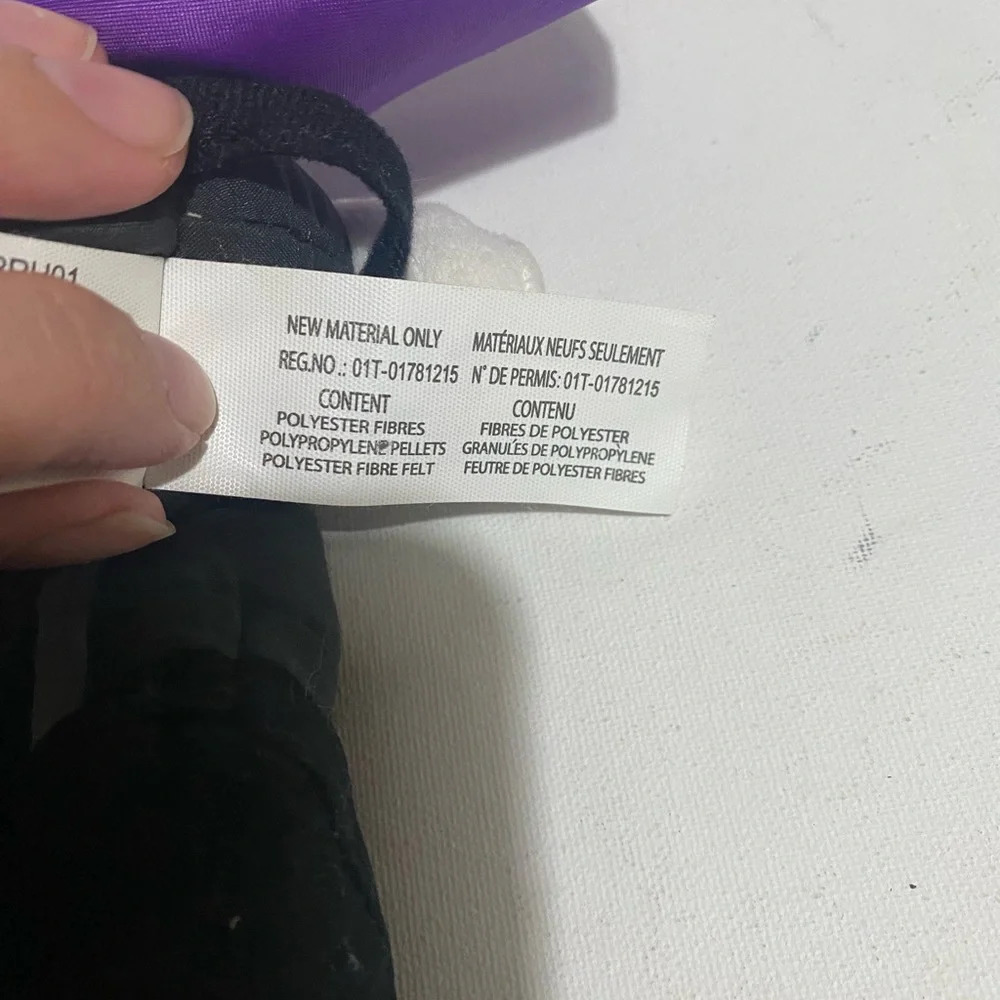 NEW MATERIAL ONLY
REG.NO.: 01T-01781215
CONTENT
POLYESTER FIBRES
POLYPROPYLENE PELLETS
POLYESTER FIBRE FELT
MATÉRIAUX NEUFS SEULEMENT
N° DE PERMIS: 01T-01781215
CONTENU
FIBRES DE POLYESTER
GRANULÉS DE POLYPROPYLÈNE
FEUTRE DE POLYESTER FIBRES